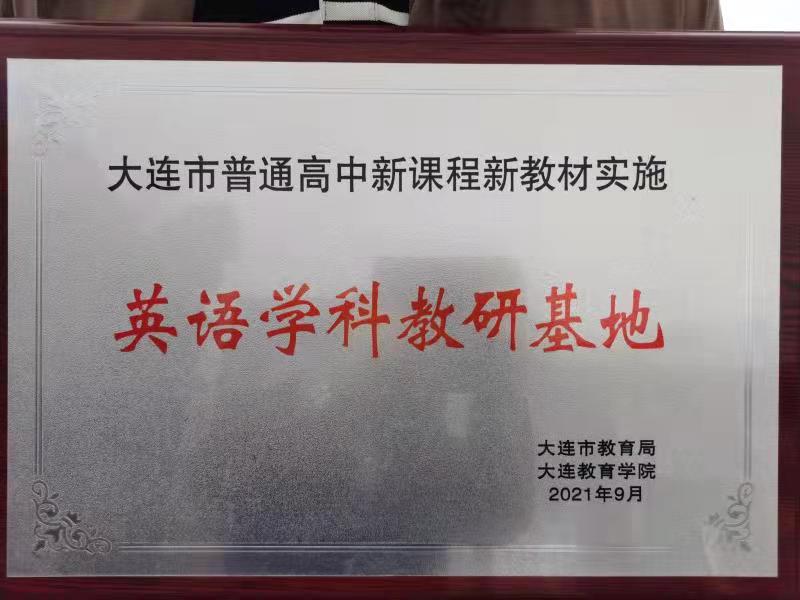 大连市普通高中新课程新教材实施
英语学科教研基地
大连市教育局
大连教育学院
2021年9月